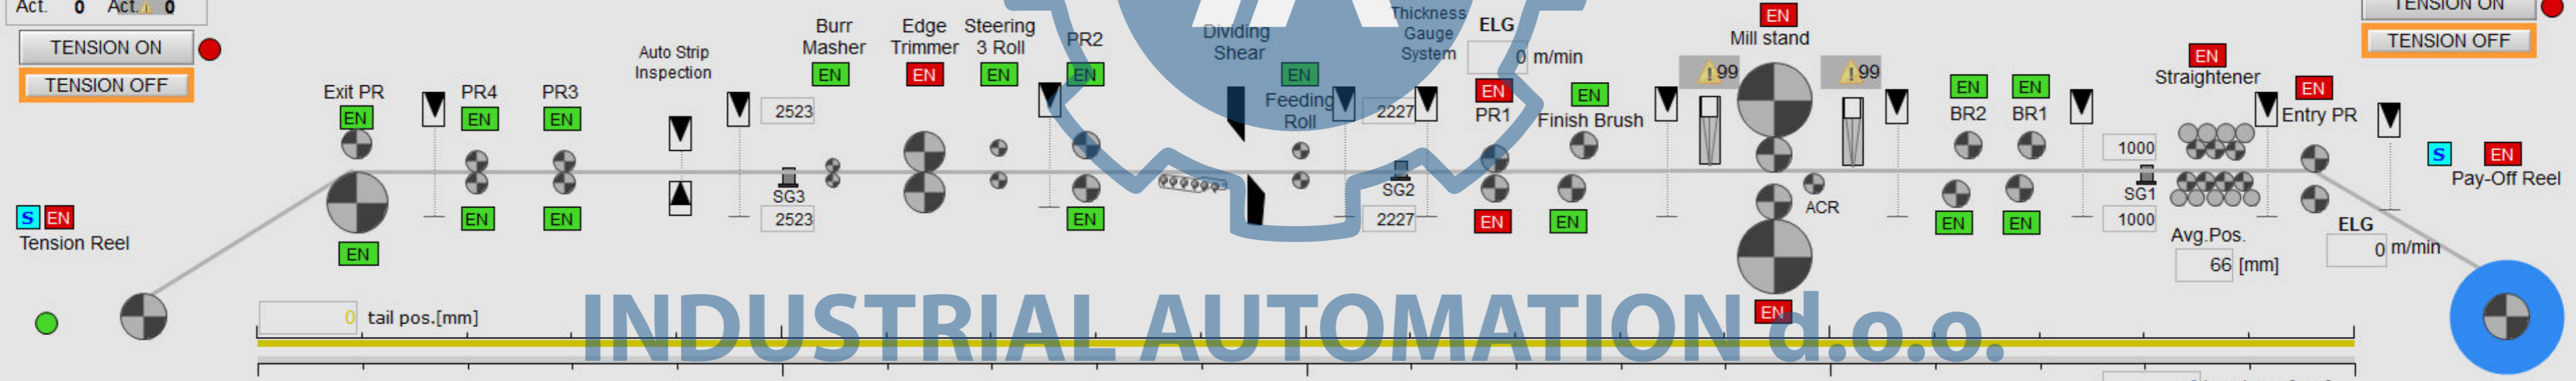 Act. 0 Act. 0
TENSION ON
TENSION OFF
S EN
Tension Reel
Exit PR
EN
EN
PR4
EN
EN
PR3
EN
EN
Auto Strip
Inspection
2523
SG3
2523
Burr
Masher
EN
Edge
Trimmer
EN
Steering
3 Roll
EN
PR2
EN
EN
Dividing
Shear
EN
Feeding
Roll
Thickness
Gauge
System
2227
SG2
2227
ELG
0 m/min
EN
PR1
EN
EN
Finish Brush
EN
EN
Mill stand
99
99
ACR
EN
EN
BR2
EN
EN
BR1
EN
1000
SG1
1000
EN
Straightener
Avg.Pos.
66 [mm]
EN
Entry PR
ELG
0 m/min
TENSION ON
TENSION OFF
S EN
Pay-Off Reel
0 tail pos.[mm]
INDUSTRIAL AUTOMATION d.o.o.